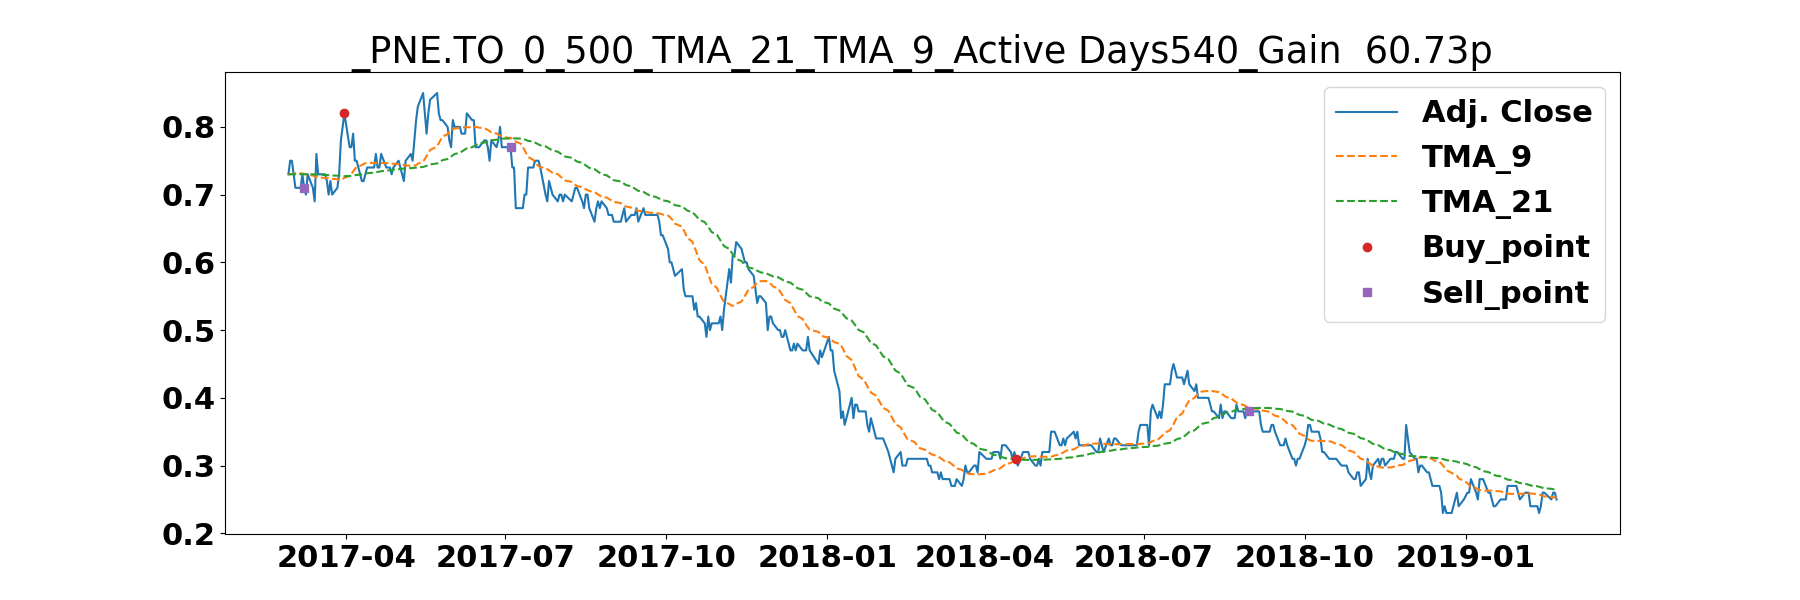 _PNE.TO_0_500_TMA_21_TMA_9_Active Days540_Gain  60.73p
Adj. Close
TMA_9
TMA_21
Buy_point
Sell_point
0.8
0.7
0.6
0.5
0.4
0.3
0.2
2017-04 2017-07 2017-10 2018-01 2018-04 2018-07 2018-10 2019-01